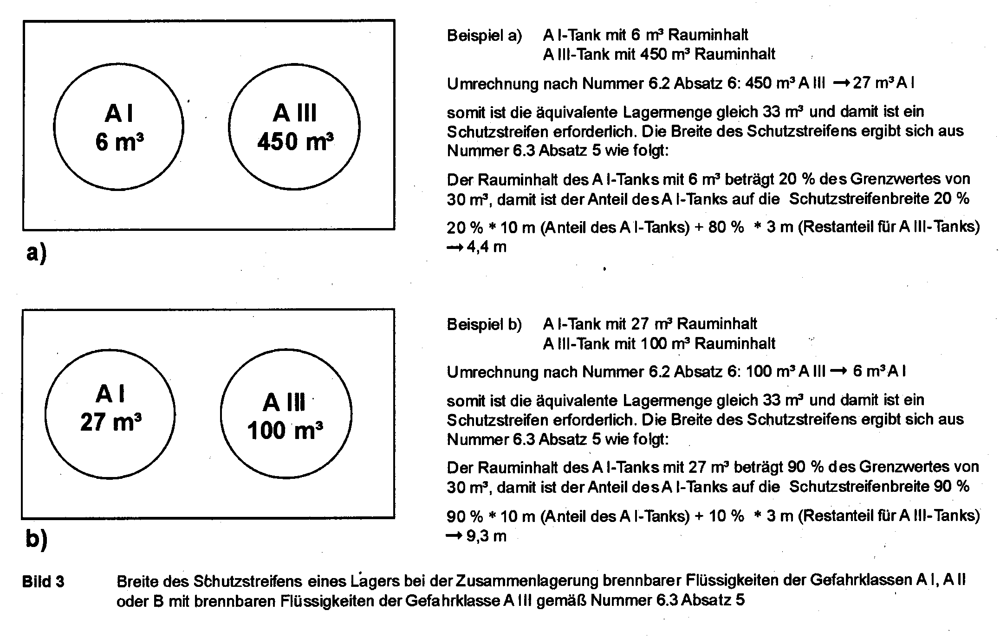 A I
6 m³
A III
450 m³
a)
Beispiel a) A I-Tank mit 6 m³ Rauminhalt
A III-Tank mit 450 m³ Rauminhalt
Umrechnung nach Nummer 6.2 Absatz 6: 450 m³ A III → 27 m³ A I
somit ist die äquivalente Lagermenge gleich 33 m³ und damit ist ein
Schutzstreifen erforderlich. Die Breite des Schutzstreifens ergibt sich aus
Nummer 6.3 Absatz 5 wie folgt:
Der Rauminhalt des A I-Tanks mit 6 m³ beträgt 20 % des Grenzwertes von
30 m³, damit ist der Anteil des A I-Tanks auf die Schutzstreifenbreite 20 %
20 % * 10 m (Anteil des A I-Tanks) + 80 % * 3 m (Restanteil für A III-Tanks)
→ 4,4 m
A I
27 m³
A III
100 m³
b)
Beispiel b) A I-Tank mit 27 m³ Rauminhalt
A III-Tank mit 100 m³ Rauminhalt
Umrechnung nach Nummer 6.2 Absatz 6: 100 m³ A III → 6 m³ A I
somit ist die äquivalente Lagermenge gleich 33 m³ und damit ist ein
Schutzstreifen erforderlich. Die Breite des Schutzstreifens ergibt sich aus
Nummer 6.3 Absatz 5 wie folgt:
Der Rauminhalt des A I-Tanks mit 27 m³ beträgt 90 % des Grenzwertes von
30 m³, damit ist der Anteil des A I-Tanks auf die Schutzstreifenbreite 90 %
90 % * 10 m (Anteil des A I-Tanks) + 10 % * 3 m (Restanteil für A III-Tanks)
→ 9,3 m
Bild 3 Breite des Schutzstreifens eines Lagers bei der Zusammenlagerung brennbarer Flüssigkeiten der Gefahrklassen A I, A II
oder B mit brennbaren Flüssigkeiten der Gefahrklasse A III gemäß Nummer 6.3 Absatz 5